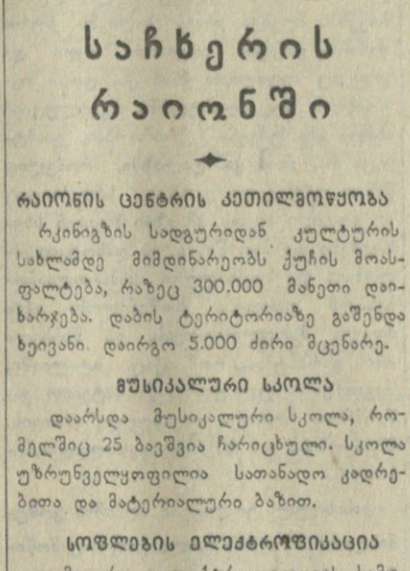 საჩხერის
რაიონში
რაიონის ცენტრის კეთილმოწყობა
რკინიგზის სადგურიდან კულტურის
სახლამდე მიმდინარეობს ქუჩის მოას-
ფალტება, რაზეც 300.000 მანეთი დაი-
ხარჯება. დაბის ტერიტორიაზე გაშენდა
ხეივანი. დაირგო 5.000 ძირი მცენარე.
მუსიკალური სკოლა
დაარსდა მუსიკალური სკოლა, რო-
მელშიც 25 ბავშვია ჩარიცხული. სკოლა
უზრუნველყოფილია სათანადო კადრე-
ბითა და მატერიალური ბაზით.
სოფლების ელექტროფიკაცია